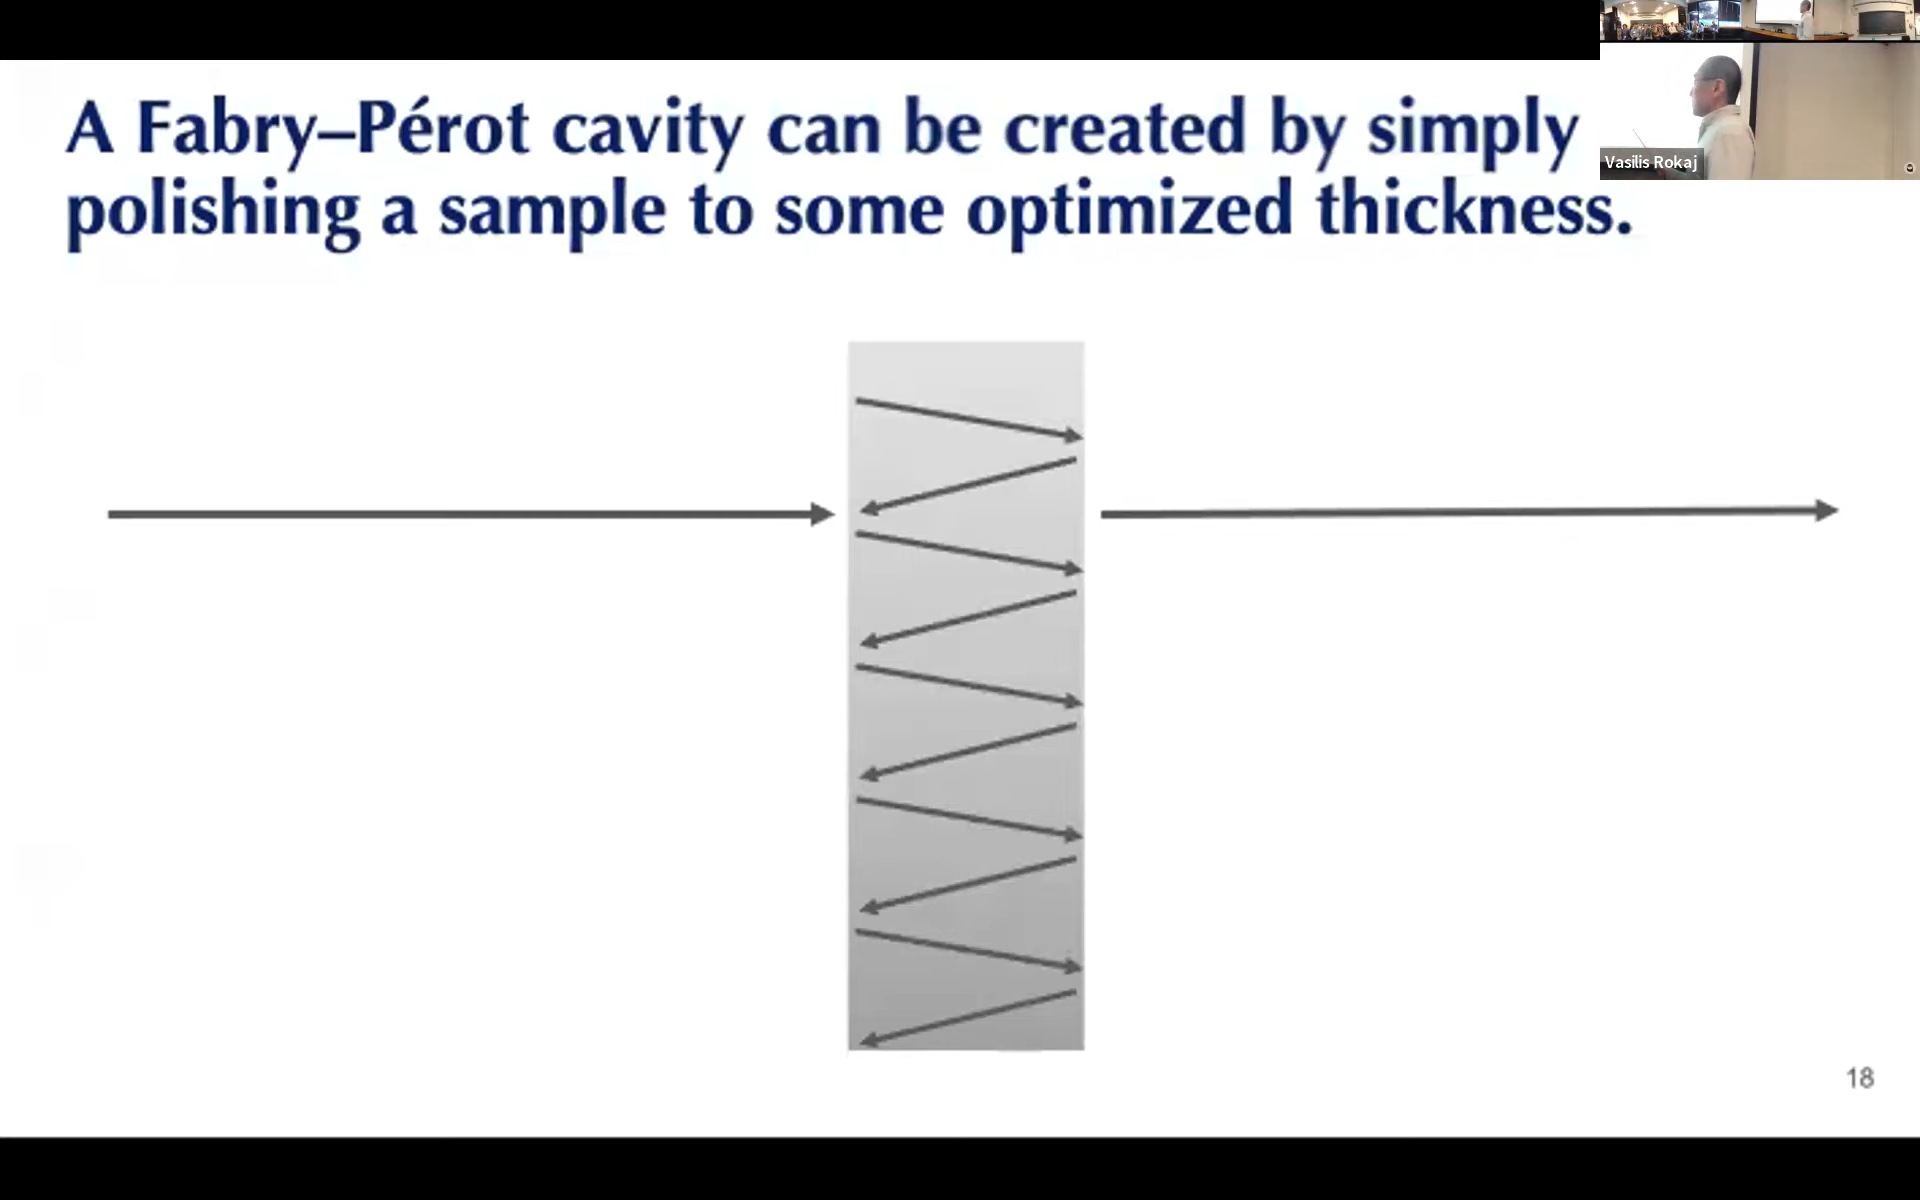 A Fabry–Pérot cavity can be created by simply
polishing a sample to some optimized thickness.
Vasilis Rokaj
18